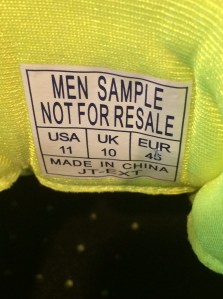 MEN SAMPLE
NOT FOR RESALE
USA UK EUR
11 10 45
MADE IN CHINA
JT-EXT